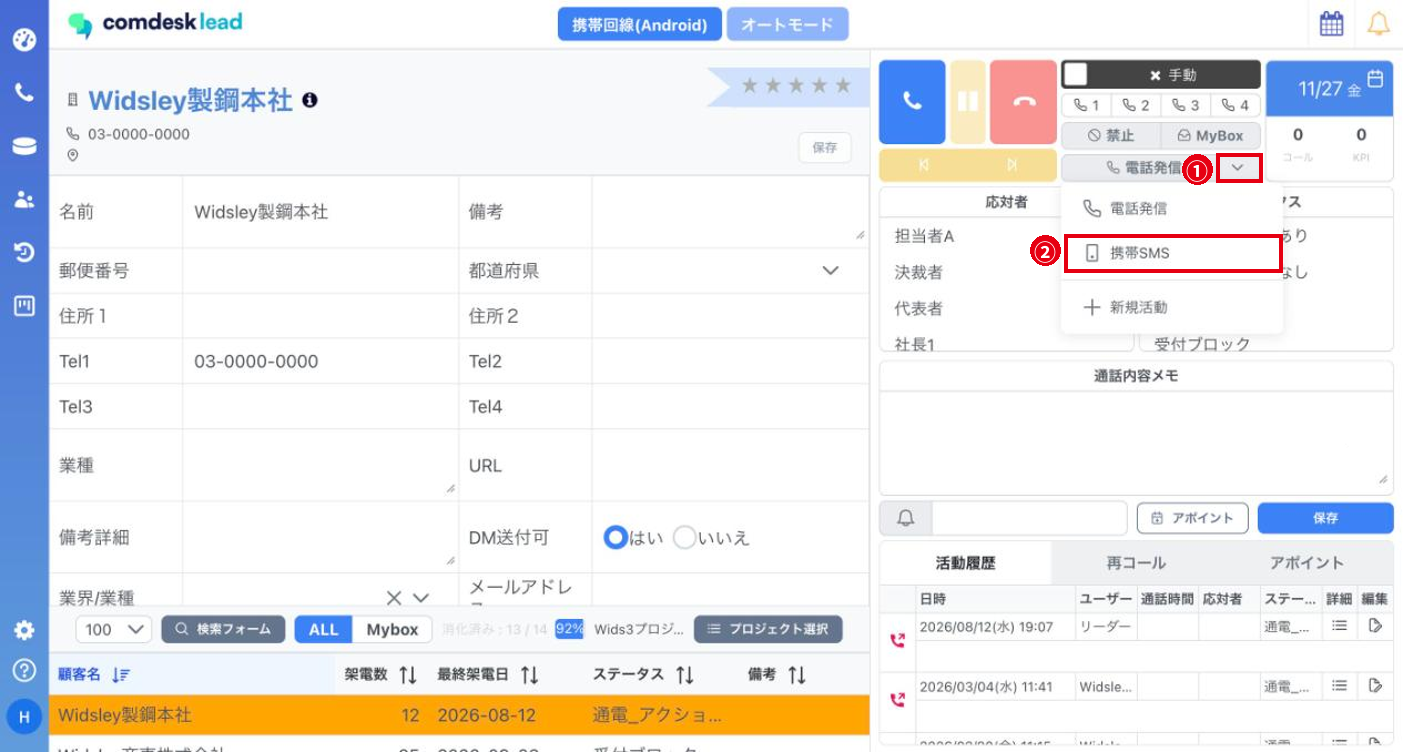 comdesk lead
携帯回線(Android)
オートモード
Widsley製鋼本社
03-0000-0000
保存
名前
Widsley製鋼本社
備考
郵便番号
都道府県
住所1
住所2
Tel1
03-0000-0000
Tel2
Tel3
Tel4
業種
URL
備考詳細
DM送付可
はい
いいえ
業界/業種
メールアドレ
100
検索フォーム
ALL
Mybox
消化済み : 13 / 14
92%
Wids3プロジ...
プロジェクト選択
顧客名
架電数
最終架電日
ステータス
備考
Widsley製鋼本社
12
2026-08-12
通電_アクショ...
H
手動
1
2
3
4
禁止
MyBox
電話発信
①
11/27 金
0
0
コール
KPI
応対者
担当者A
決裁者
代表者
社長1
電話発信
②
携帯SMS
新規活動
クス
あり
なし
受付ブロック
通話内容メモ
アポイント
保存
活動履歴
再コール
アポイント
日時
ユーザー
通話時間
応対者
ステー...
詳細
編集
2026/08/12(水) 19:07
リーダー
通電_...
2026/03/04(水) 11:41
Widsle...
通電_...